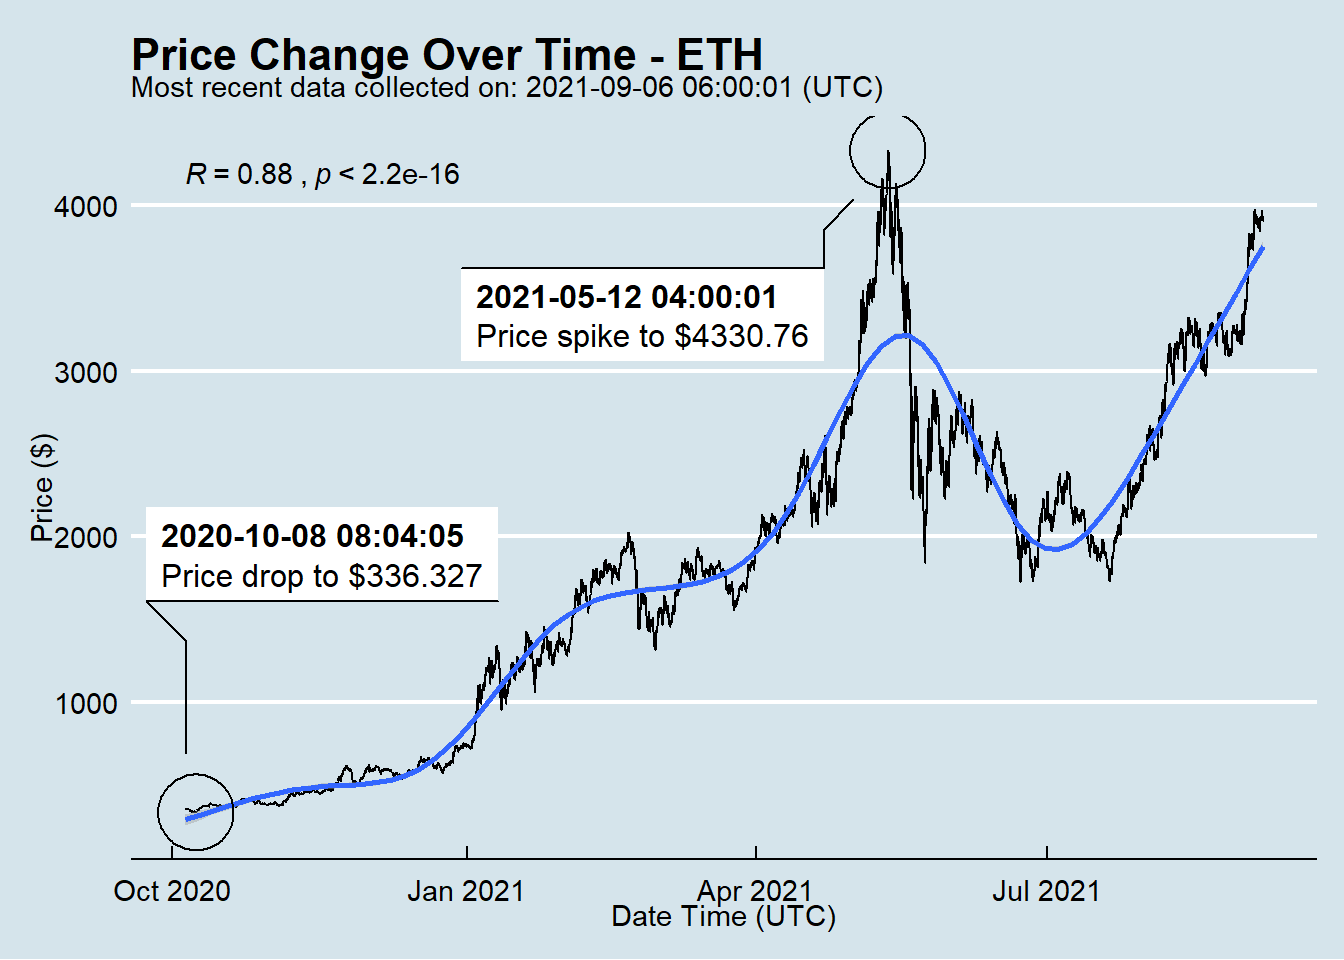 Price Change Over Time - ETH
Most recent data collected on: 2021-09-06 06:00:01 (UTC)
R = 0.88 , p < 2.2e-16
4000
2021-05-12 04:00:01
Price spike to $4330.76
3000
Price ($)
2020-10-08 08:04:05
Price drop to $336.327
2000
1000
Oct 2020 Jan 2021 Apr 2021 Jul 2021
Date Time (UTC)